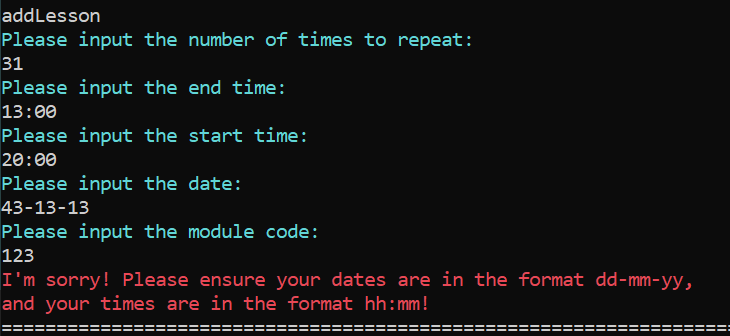 addLesson
Please input the number of times to repeat:
31
Please input the end time:
13:00
Please input the start time:
20:00
Please input the date:
43-13-13
Please input the module code:
123
I'm sorry! Please ensure your dates are in the format dd-mm-yy,
and your times are in the format hh:mm!
==================================================================